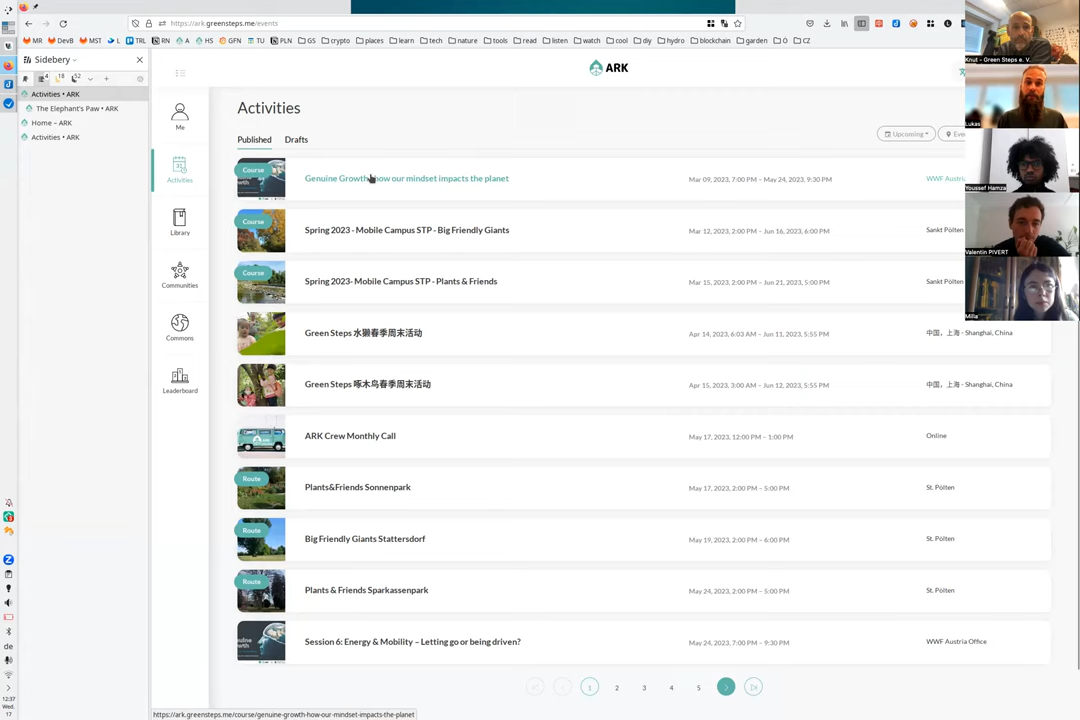 https://ark.greensteps.me/events
MR DevB MST L TRL RN A HS GFN TU PLN GS crypto places learn tech nature tools read listen watch cool diy hydro blockchain garden Ö CZ
Sidebery
4 18 52
Activities • ARK
The Elephant's Paw • ARK
Home – ARK
Activities • ARK
ARK
Me
Activities
Library
Communities
Commons
Leaderboard
Activities
Published Drafts
Upcoming
Course
Genuine Growth: how our mindset impacts the planet
Mar 09, 2023, 7:00 PM – May 24, 2023, 9:30 PM
WWF Austria
Course
Spring 2023 - Mobile Campus STP - Big Friendly Giants
Mar 12, 2023, 2:00 PM – Jun 16, 2023, 6:00 PM
Sankt Pölten
Course
Spring 2023- Mobile Campus STP - Plants & Friends
Mar 15, 2023, 2:00 PM – Jun 21, 2023, 5:00 PM
Sankt Pölten
Green Steps 水獭春季周末活动
Apr 14, 2023, 6:03 AM – Jun 11, 2023, 5:55 PM
中国，上海 - Shanghai, China
Green Steps 啄木鸟春季周末活动
Apr 15, 2023, 3:00 AM – Jun 12, 2023, 5:55 PM
中国，上海 - Shanghai, China
ARK Crew Monthly Call
May 17, 2023, 12:00 PM – 1:00 PM
Online
Route
Plants&Friends Sonnenpark
May 17, 2023, 2:00 PM – 5:00 PM
St. Pölten
Route
Big Friendly Giants Stattersdorf
May 19, 2023, 2:00 PM – 6:00 PM
St. Pölten
Route
Plants & Friends Sparkassenpark
May 24, 2023, 2:00 PM – 5:00 PM
St. Pölten
Session 6: Energy & Mobility – Letting go or being driven?
May 24, 2023, 7:00 PM – 9:30 PM
WWF Austria Office
1 2 3 4 5
https://ark.greensteps.me/course/genuine-growth-how-our-mindset-impacts-the-planet
de
12:37
Wed,
17
Knut - Green Steps e. V.
Lukas
Youssef Hamza
Valentin PIVERT
Milla